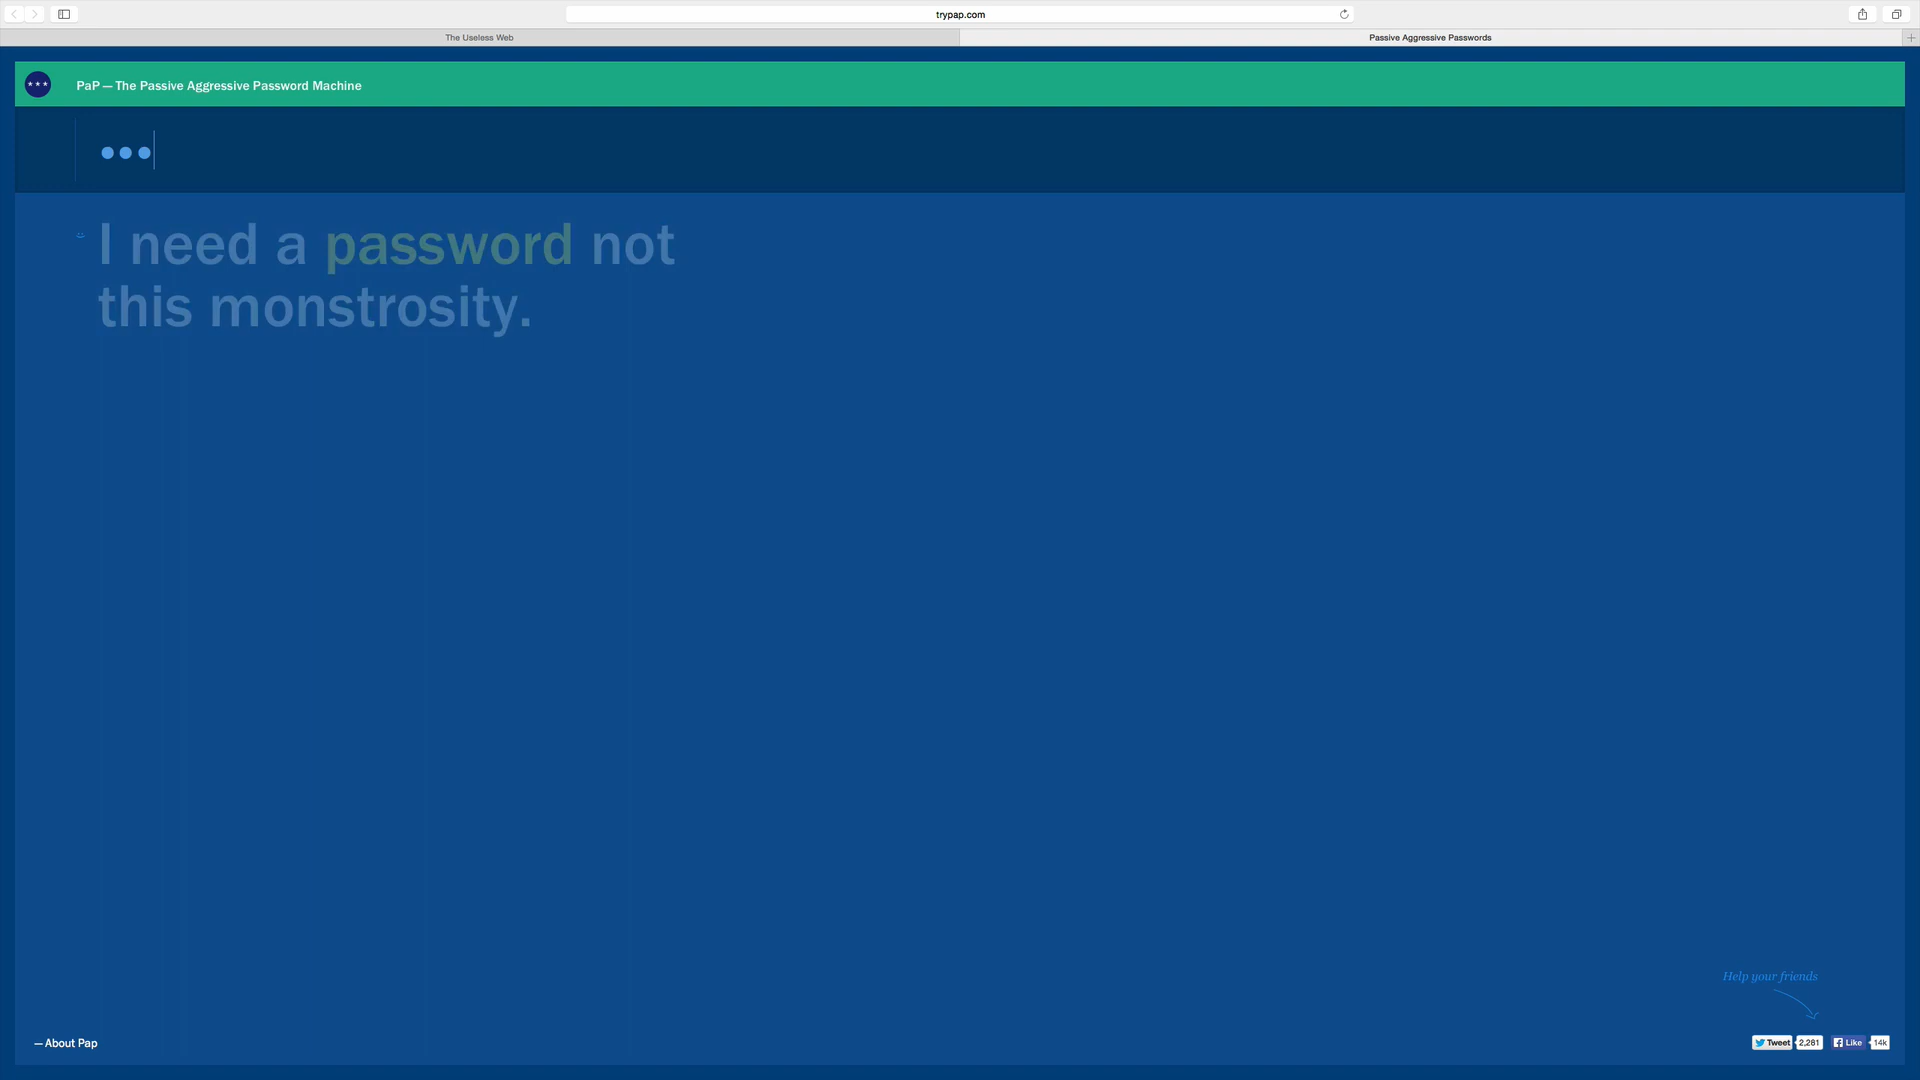 trypap.com
The Useless Web
Passive Aggressive Passwords
PaP — The Passive Aggressive Password Machine
I need a password not
this monstrosity.
Help your friends
— About Pap
Tweet 2,281 Like 14k